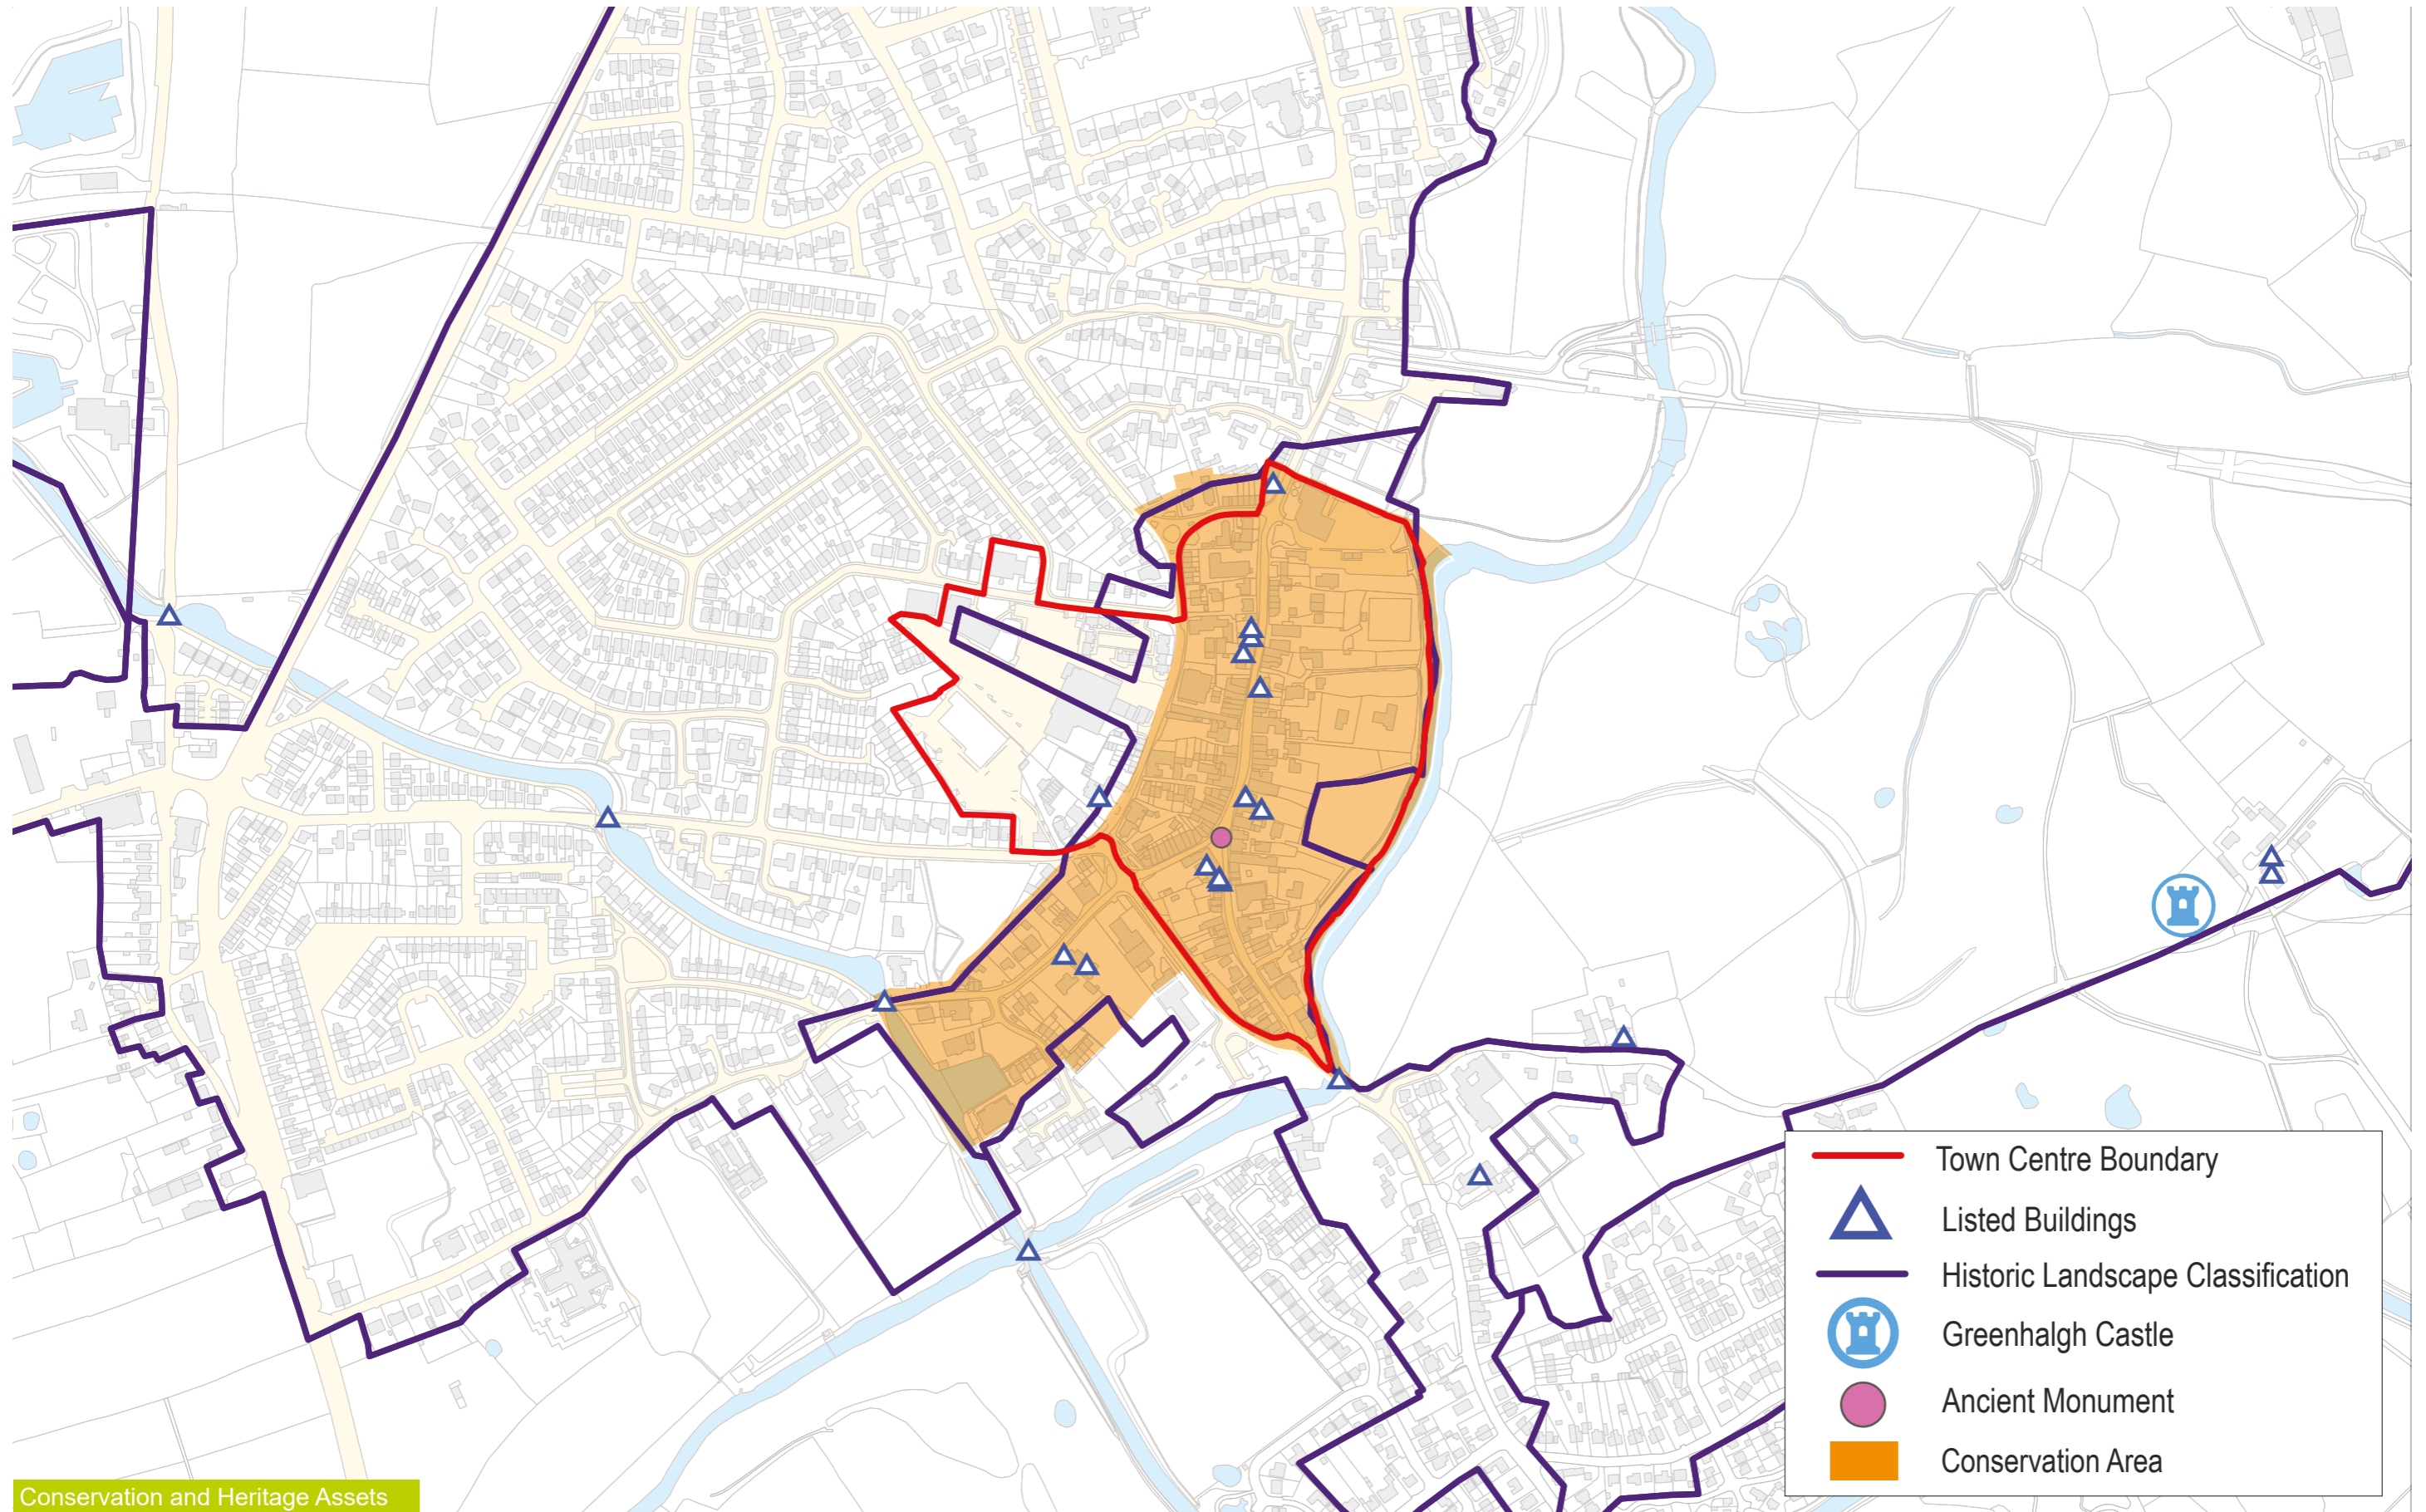 Town Centre Boundary
Listed Buildings
Historic Landscape Classification
Greenhalgh Castle
Ancient Monument
Conservation Area
Conservation and Heritage Assets